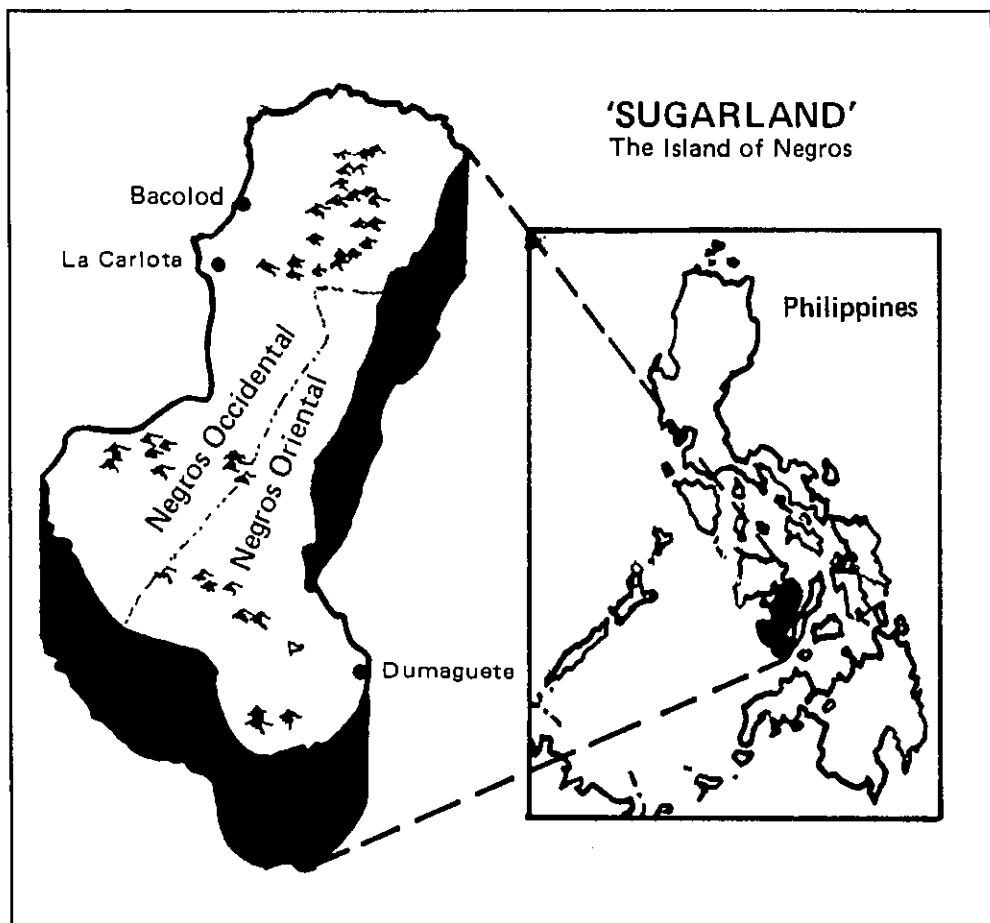 'SUGARLAND'
The Island of Negros
Bacolod
La Carlota
Philippines
Negros Occidental
Negros Oriental
Dumaguete